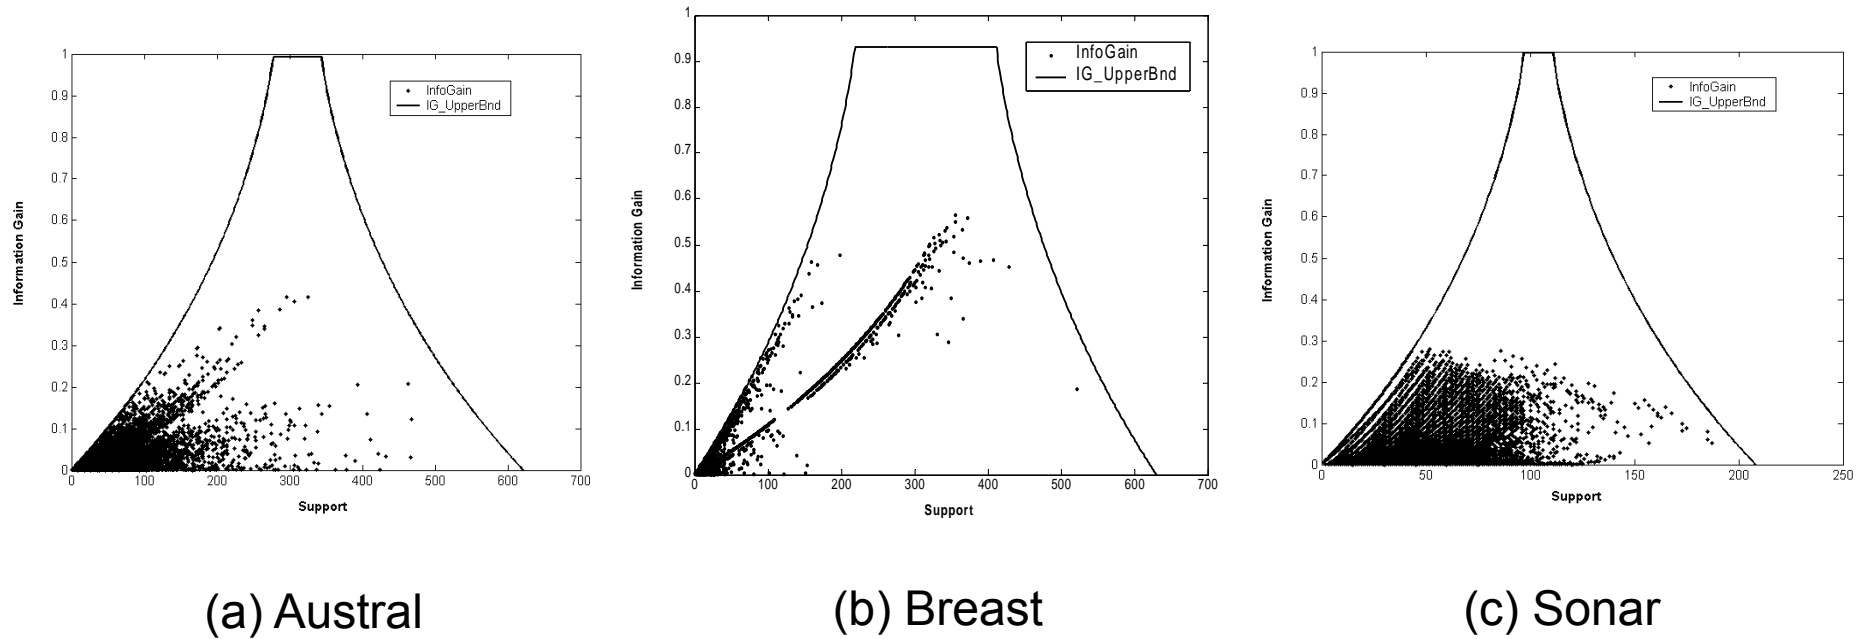 1
0.9
0.8
0.7
0.6
0.5
0.4
0.3
0.2
0.1
0
0 100 200 300 400 500 600 700
Information Gain
Support
InfoGain
IG_UpperBnd
(a) Austral
1
0.9
0.8
0.7
0.6
0.5
0.4
0.3
0.2
0.1
0
0 100 200 300 400 500 600 700
Information Gain
Support
InfoGain
IG_UpperBnd
(b) Breast
1
0.9
0.8
0.7
0.6
0.5
0.4
0.3
0.2
0.1
0
0 50 100 150 200 250
Information Gain
Support
InfoGain
IG_UpperBnd
(c) Sonar